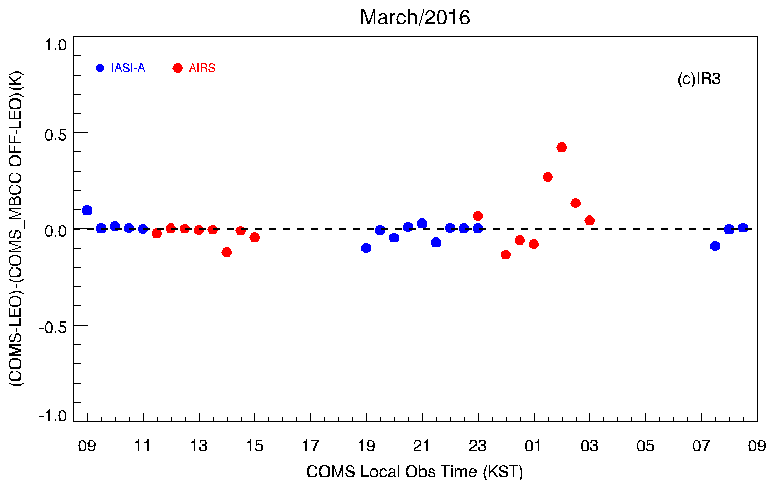 March/2016
1.0
IASI-A AIRS
(c)IR3
0.5
0.0
-0.5
-1.0
(COMS-LEO)-(COMS_MBCC OFF-LEO)(K)
09 11 13 15 17 19 21 23 01 03 05 07 09
COMS Local Obs Time (KST)